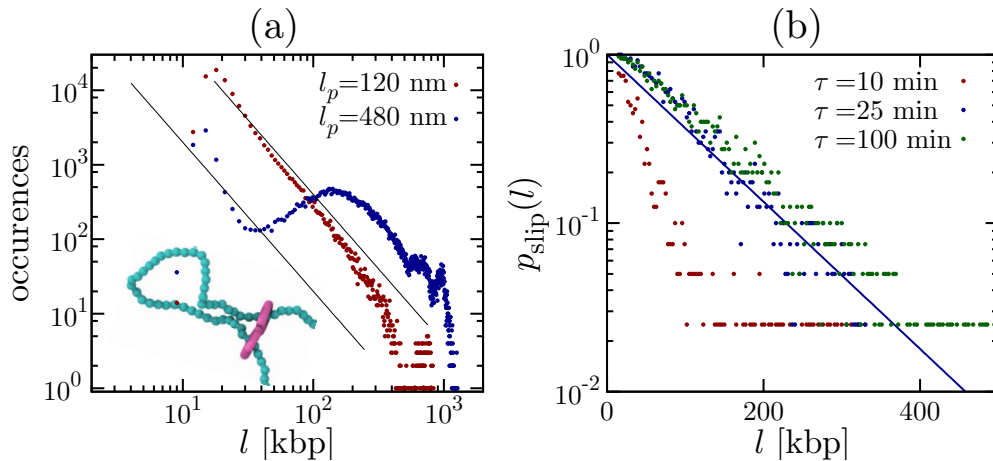 (a)
10^4
10^3
10^2
10^1
10^0
occurences
l_p=120 nm
l_p=480 nm
10^1
10^2
10^3
l [kbp]
(b)
10^0
10^-1
10^-2
p_slip(l)
τ =10 min
τ =25 min
τ =100 min
0
200
400
l [kbp]